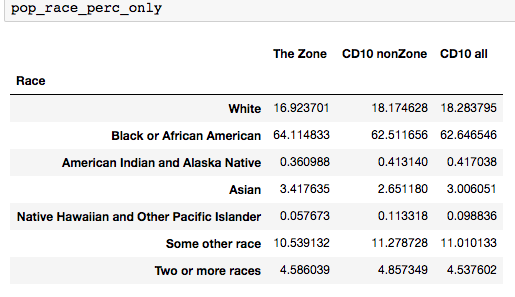 pop_race_perc_only
The Zone CD10 nonZone CD10 all
Race
White 16.923701 18.174628 18.283795
Black or African American 64.114833 62.511656 62.646546
American Indian and Alaska Native 0.360988 0.413140 0.417038
Asian 3.417635 2.651180 3.006051
Native Hawaiian and Other Pacific Islander 0.057673 0.113318 0.098836
Some other race 10.539132 11.278728 11.010133
Two or more races 4.586039 4.857349 4.537602